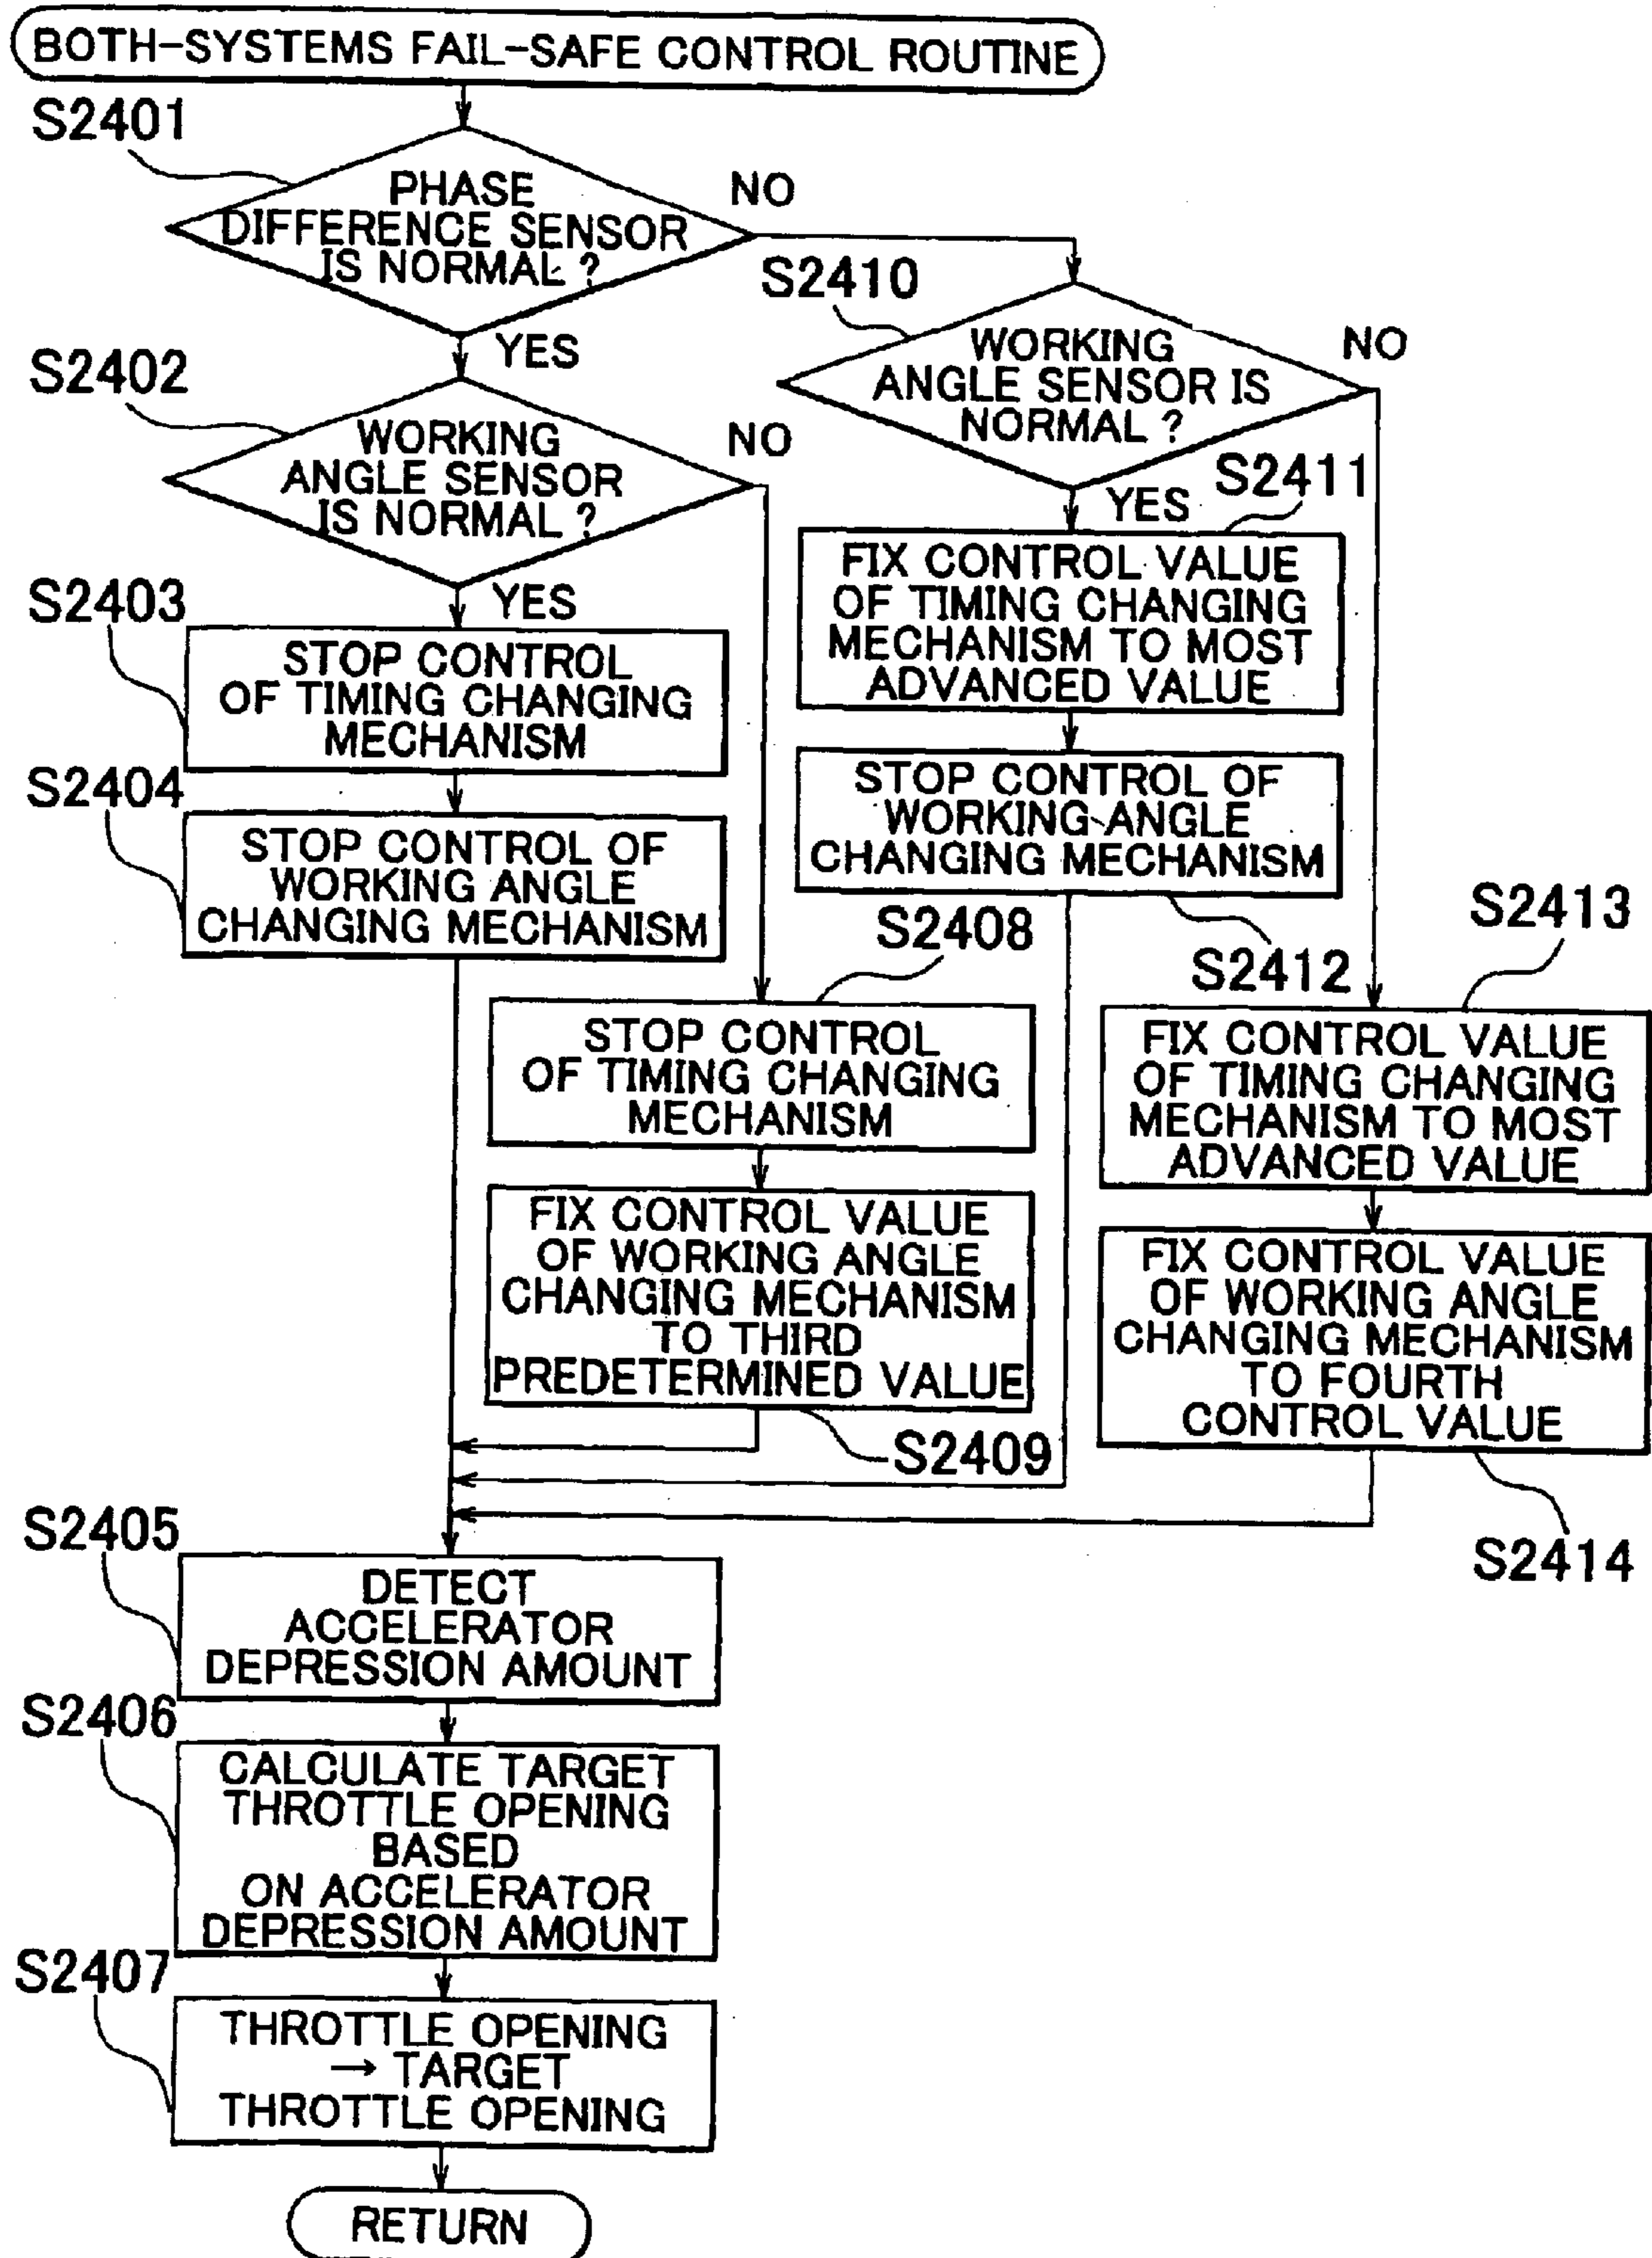 BOTH-SYSTEMS FAIL-SAFE CONTROL ROUTINE
S2401
PHASE
DIFFERENCE SENSOR
IS NORMAL ?
NO
YES
S2402
WORKING
ANGLE SENSOR
IS NORMAL ?
NO
YES
S2403
STOP CONTROL
OF TIMING CHANGING
MECHANISM
S2404
STOP CONTROL OF
WORKING ANGLE
CHANGING MECHANISM
S2410
WORKING
ANGLE SENSOR IS
NORMAL ?
NO
YES
S2411
FIX CONTROL VALUE
OF TIMING CHANGING
MECHANISM TO MOST
ADVANCED VALUE
STOP CONTROL OF
WORKING-ANGLE
CHANGING MECHANISM
S2412
S2408
STOP CONTROL
OF TIMING CHANGING
MECHANISM
FIX CONTROL VALUE
OF WORKING ANGLE
CHANGING MECHANISM
TO THIRD
PREDETERMINED VALUE
S2409
S2413
FIX CONTROL VALUE
OF TIMING CHANGING
MECHANISM TO MOST
ADVANCED VALUE
FIX CONTROL VALUE
OF WORKING ANGLE
CHANGING MECHANISM
TO FOURTH
CONTROL VALUE
S2414
S2405
DETECT
ACCELERATOR
DEPRESSION AMOUNT
S2406
CALCULATE TARGET
THROTTLE OPENING
BASED
ON ACCELERATOR
DEPRESSION AMOUNT
S2407
THROTTLE OPENING
→ TARGET
THROTTLE OPENING
RETURN